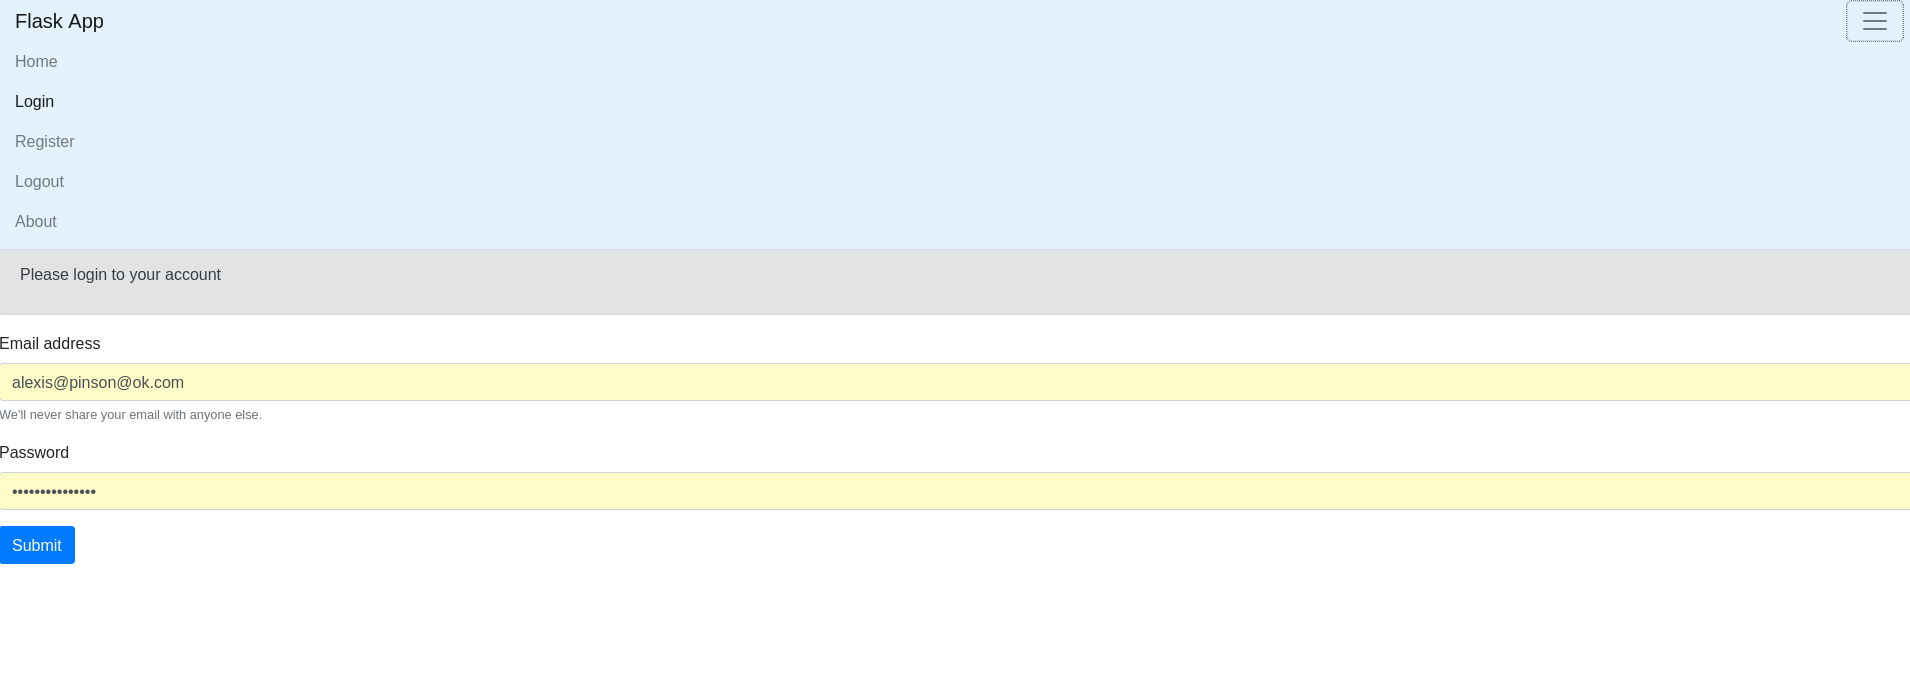 Flask App
Home
Login
Register
Logout
About
Please login to your account
Email address
alexis@pinson@ok.com
We'll never share your email with anyone else.
Password
•••••••••••••••
Submit